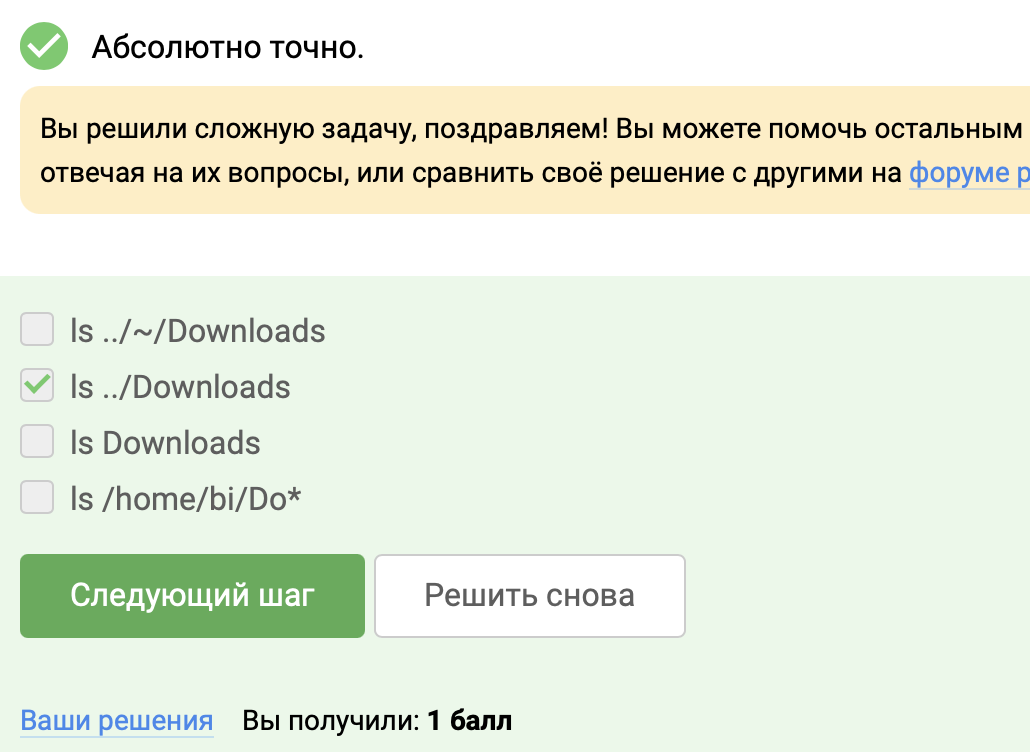 Абсолютно точно.
Вы решили сложную задачу, поздравляем! Вы можете помочь остальным
отвечая на их вопросы, или сравнить своё решение с другими на форуме р
ls ../~/Downloads
ls ../Downloads
ls Downloads
ls /home/bi/Do*
Следующий шаг Решить снова
Ваши решения Вы получили: 1 балл